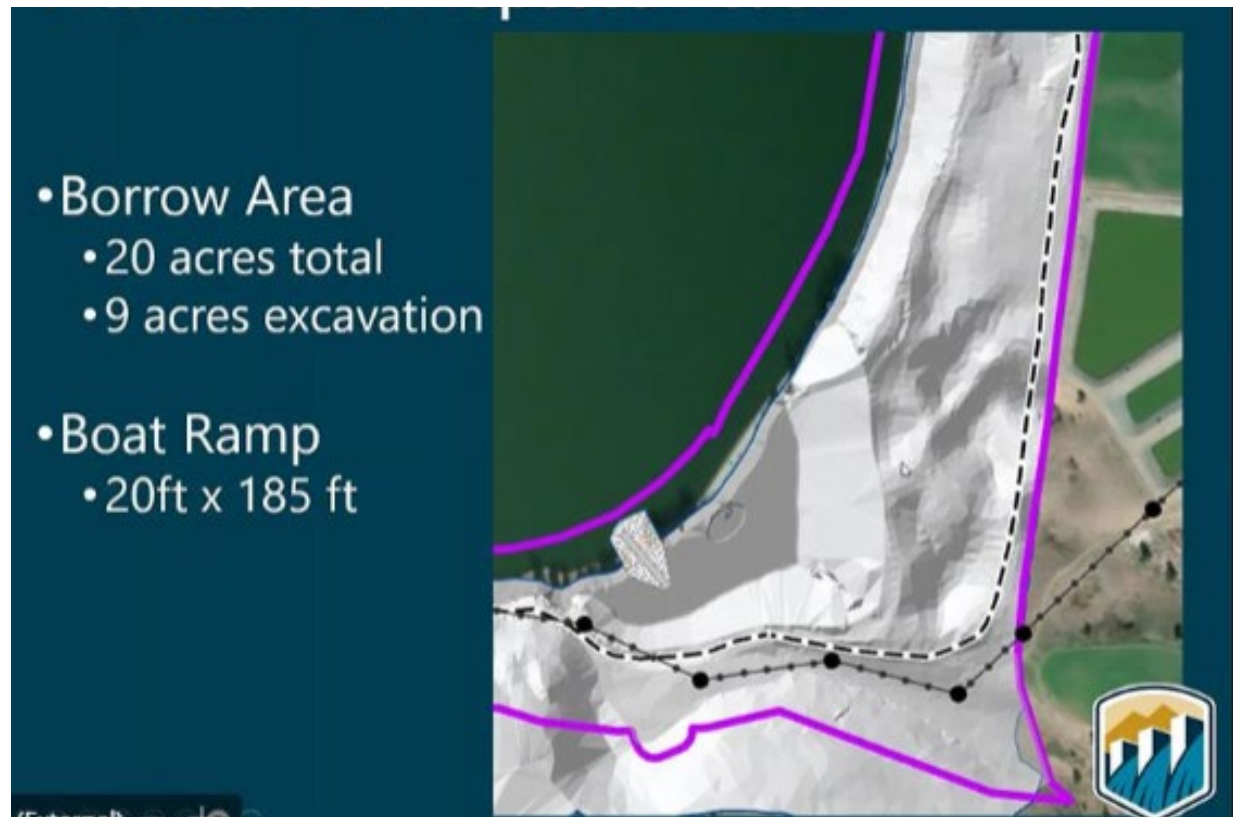 •Borrow Area
•20 acres total
•9 acres excavation
•Boat Ramp
•20ft x 185 ft